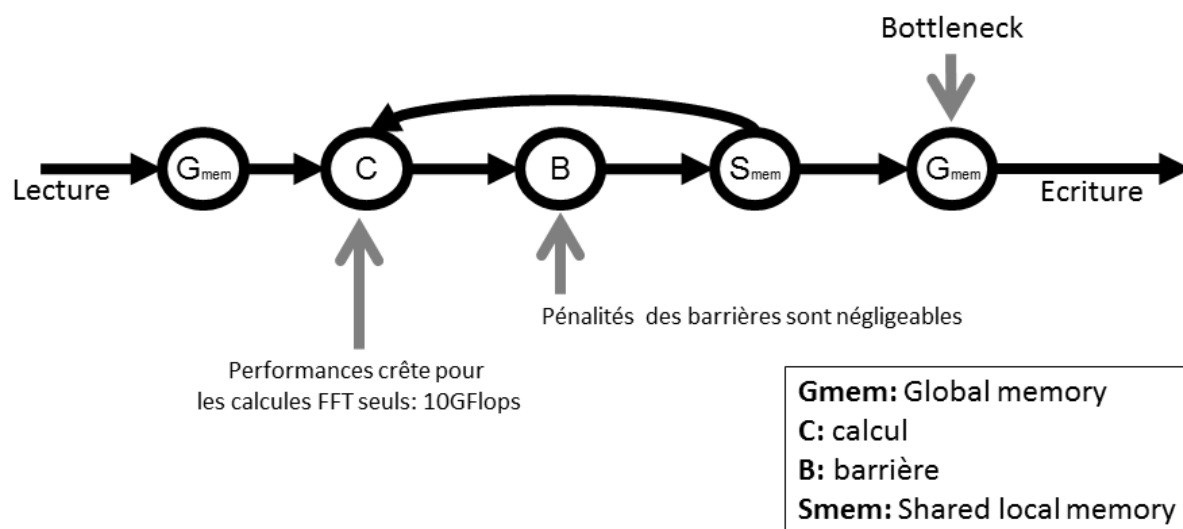 Bottleneck
Lecture
Gmem
C
B
Smem
Gmem
Ecriture
Pénalités des barrières sont négligeables
Performances crête pour
les calcules FFT seuls: 10GFlops
Gmem: Global memory
C: calcul
B: barrière
Smem: Shared local memory